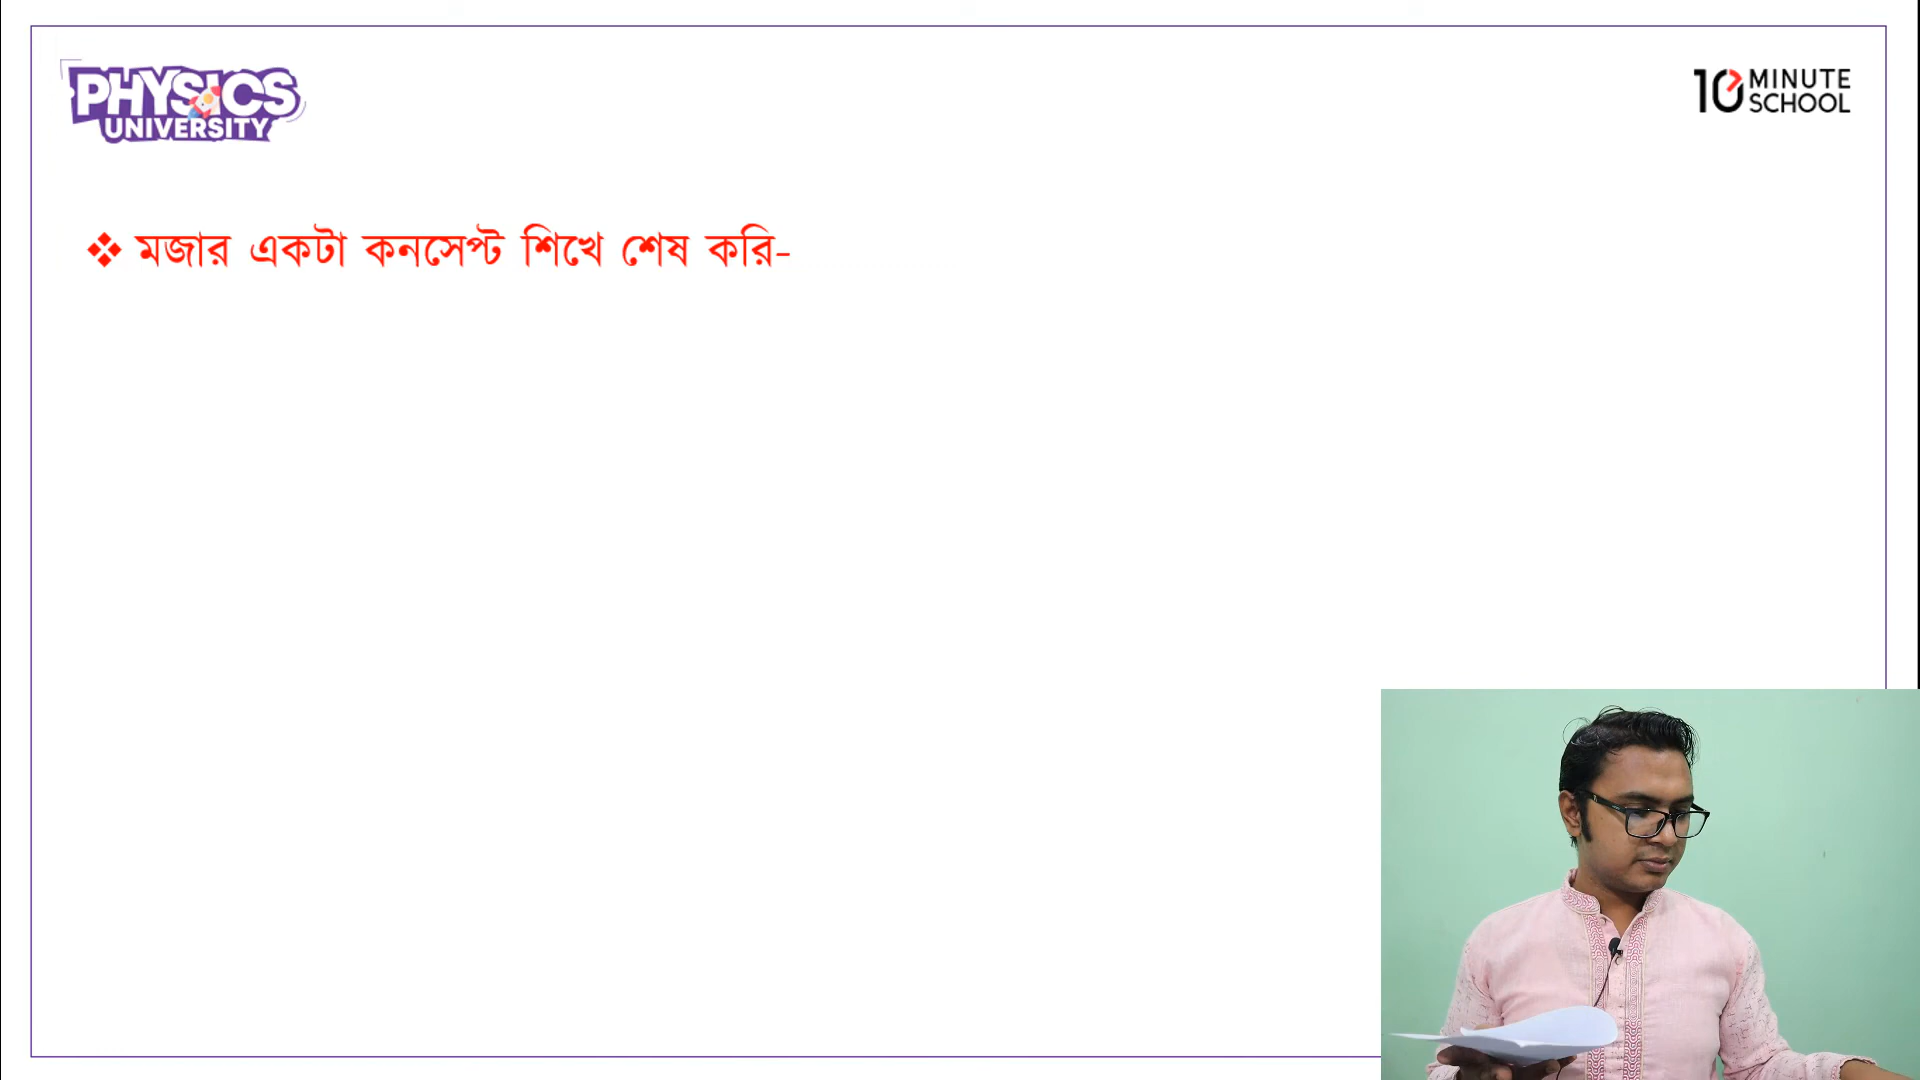 PHYSICS
UNIVERSITY
10 MINUTE
SCHOOL
❖ মজার একটা কনসেপ্ট শিখে শেষ করি-